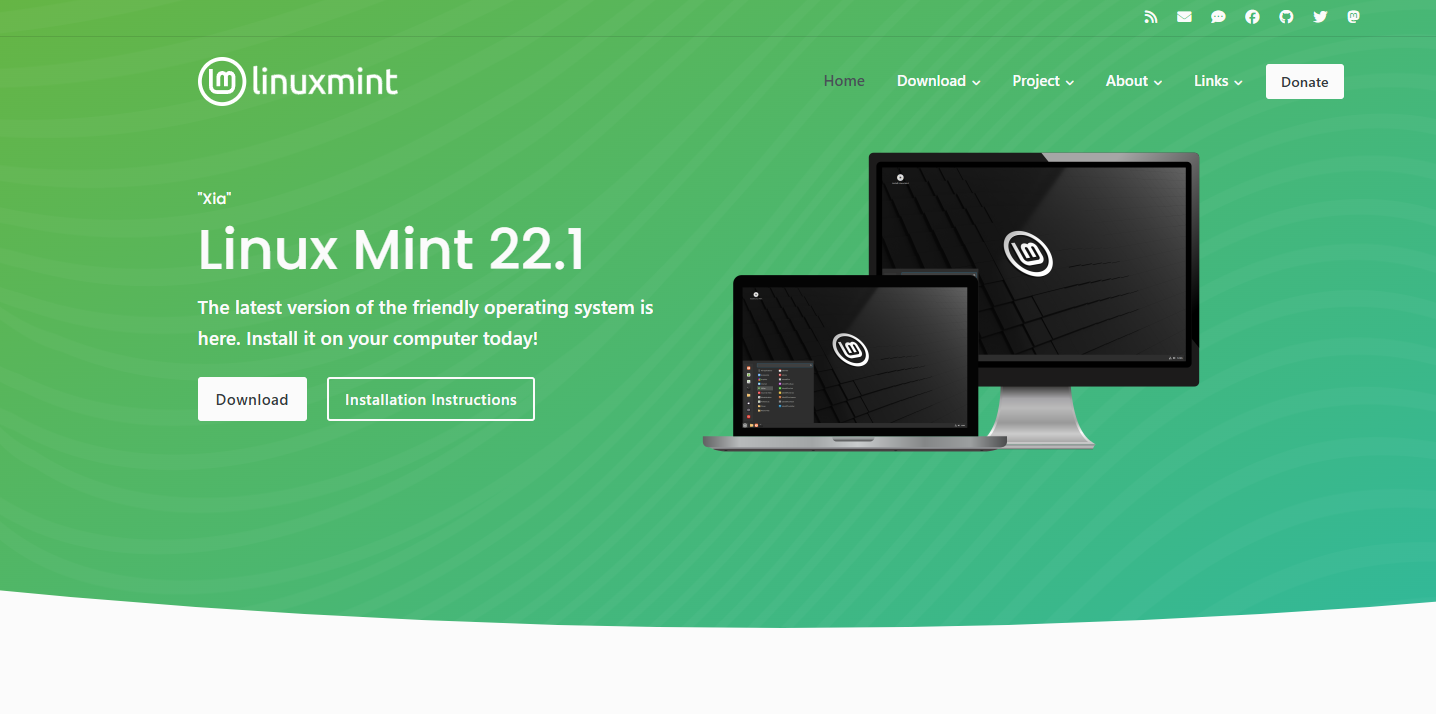 linuxmint
Home Download Project About Links Donate
"Xia"
Linux Mint 22.1
The latest version of the friendly operating system is
here. Install it on your computer today!
Download Installation Instructions